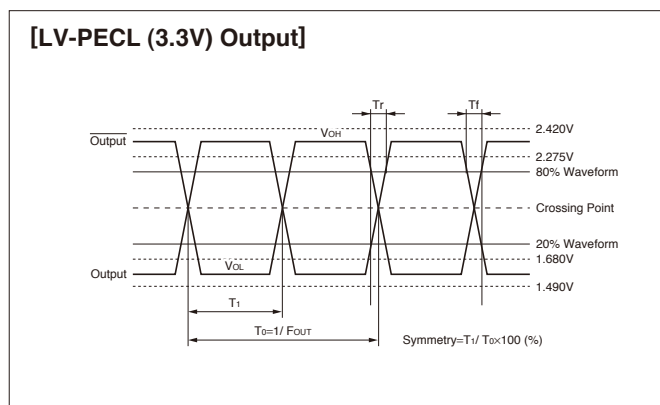 [LV-PECL (3.3V) Output]
Tr
Tf
VOH
2.420V
Output
2.275V
80% Waveform
Crossing Point
20% Waveform
1.680V
VOL
Output
1.490V
T1
T0=1/ FOUT
Symmetry=T1/ T0×100 (%)